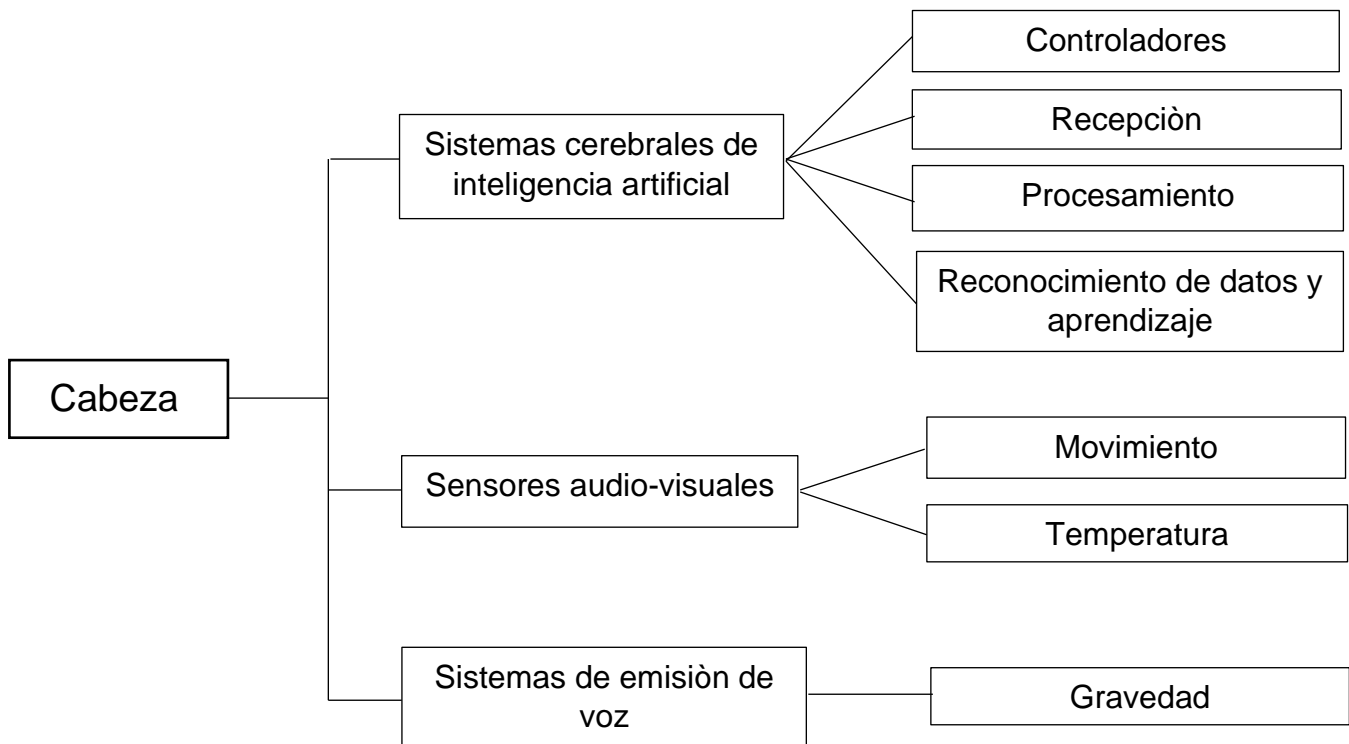 Cabeza
Sistemas cerebrales de
inteligencia artificial
Controladores
Recepciòn
Procesamiento
Reconocimiento de datos y
aprendizaje
Sensores audio-visuales
Movimiento
Temperatura
Sistemas de emisiòn de
voz
Gravedad